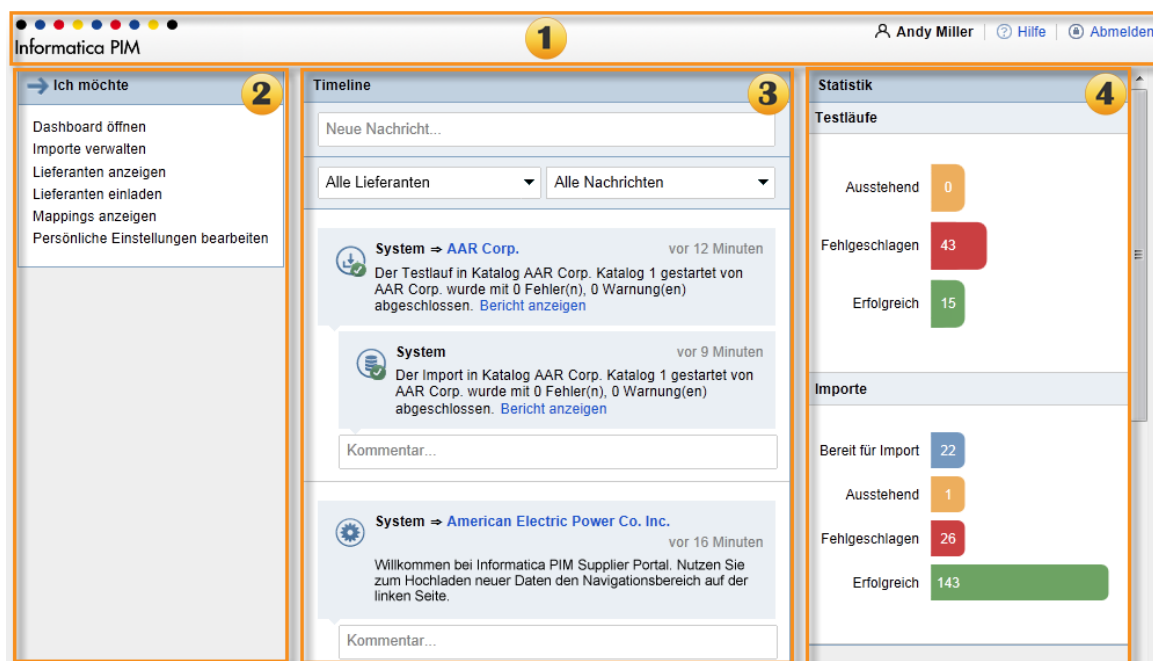 Informatica PIM
1
Andy Miller
Hilfe
Abmelden
Ich möchte
2
Dashboard öffnen
Importe verwalten
Lieferanten anzeigen
Lieferanten einladen
Mappings anzeigen
Persönliche Einstellungen bearbeiten
Timeline
3
Neue Nachricht...
Alle Lieferanten
Alle Nachrichten
System ⇒ AAR Corp.
vor 12 Minuten
Der Testlauf in Katalog AAR Corp. Katalog 1 gestartet von
AAR Corp. wurde mit 0 Fehler(n), 0 Warnung(en)
abgeschlossen. Bericht anzeigen
System
vor 9 Minuten
Der Import in Katalog AAR Corp. Katalog 1 gestartet von
AAR Corp. wurde mit 0 Fehler(n), 0 Warnung(en)
abgeschlossen. Bericht anzeigen
Kommentar...
System ⇒ American Electric Power Co. Inc.
vor 16 Minuten
Willkommen bei Informatica PIM Supplier Portal. Nutzen Sie
zum Hochladen neuer Daten den Navigationsbereich auf der
linken Seite.
Kommentar...
Statistik
4
Testläufe
Ausstehend 0
Fehlgeschlagen 43
Erfolgreich 15
Importe
Bereit für Import 22
Ausstehend 1
Fehlgeschlagen 26
Erfolgreich 143